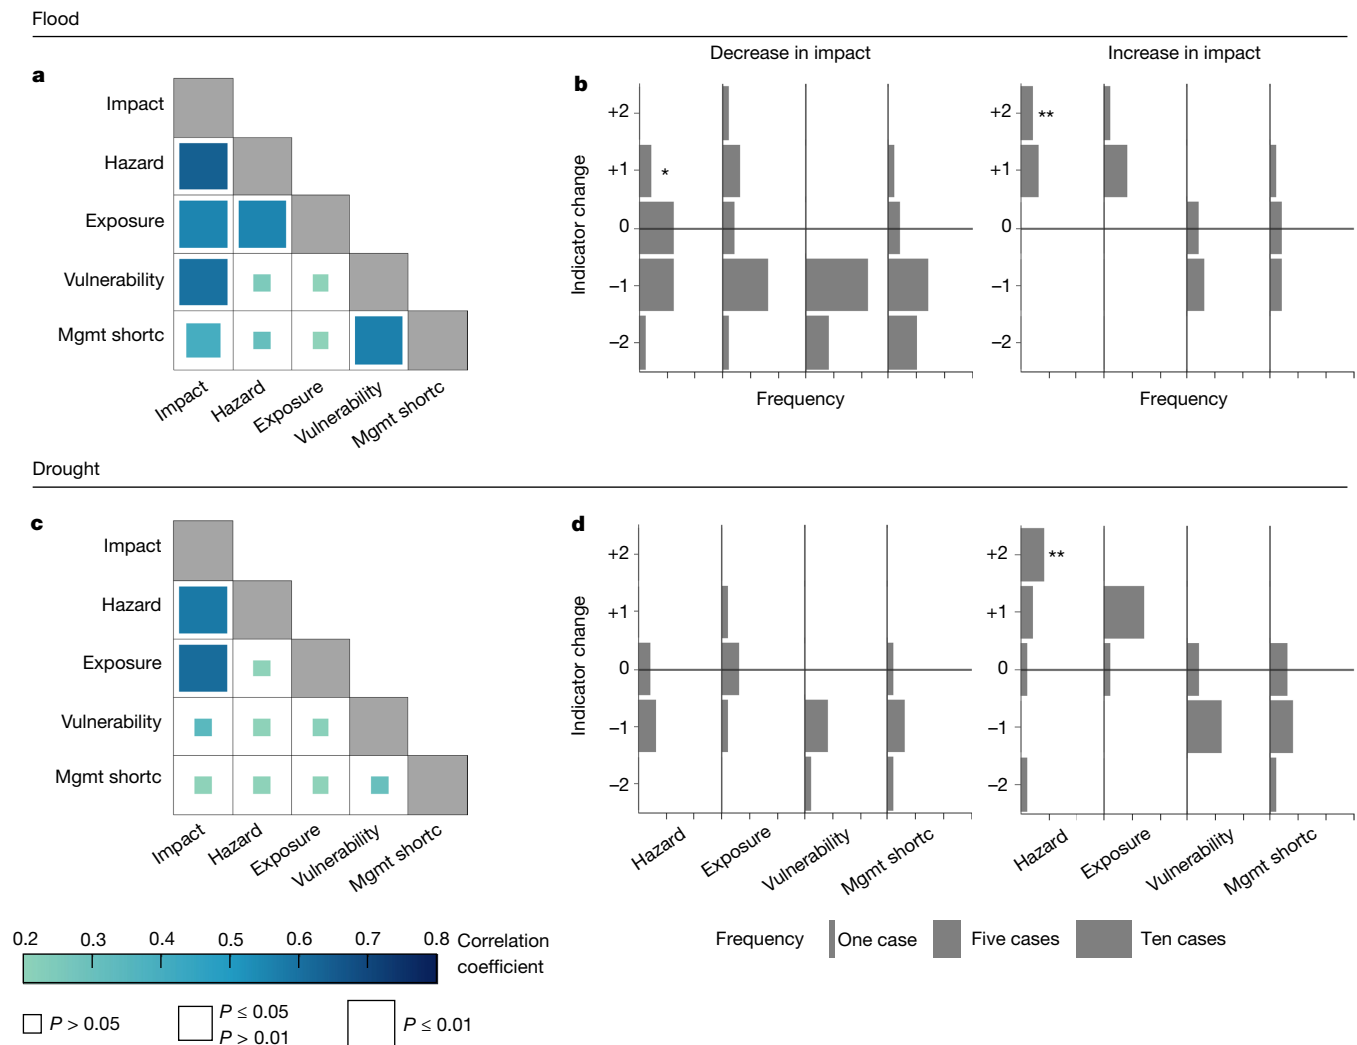 Flood
a
Impact
Hazard
Exposure
Vulnerability
Mgmt shortc
Impact
Hazard
Exposure
Vulnerability
Mgmt shortc
b
Decrease in impact
Increase in impact
Indicator change
+2
+1
0
−1
−2
*
Frequency
+2
+1
0
−1
−2
**
Frequency
Drought
c
Impact
Hazard
Exposure
Vulnerability
Mgmt shortc
Impact
Hazard
Exposure
Vulnerability
Mgmt shortc
d
Indicator change
+2
+1
0
−1
−2
Hazard
Exposure
Vulnerability
Mgmt shortc
+2
+1
0
−1
−2
**
Hazard
Exposure
Vulnerability
Mgmt shortc
0.2 0.3 0.4 0.5 0.6 0.7 0.8
Correlation
coefficient
P > 0.05
P ≤ 0.05
P > 0.01
P ≤ 0.01
Frequency One case Five cases Ten cases